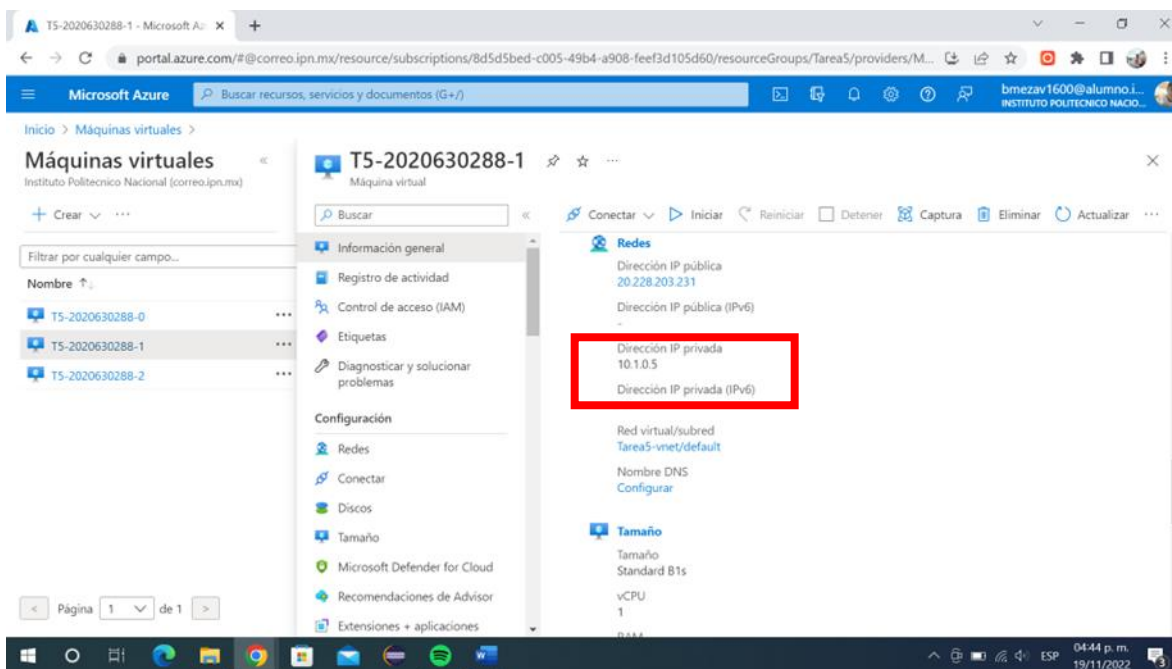 T5-2020630288-1 - Microsoft Az
portal.azure.com/#@correo.ipn.mx/resource/subscriptions/8d5d5bed-c005-49b4-a908-feef3d105d60/resourceGroups/Tarea5/providers/M...
Microsoft Azure
Buscar recursos, servicios y documentos (G+/)
bmezav1600@alumno.i...
INSTITUTO POLITECNICO NACIO...
Inicio > Máquinas virtuales >
Máquinas virtuales
Instituto Politecnico Nacional (correo.ipn.mx)
+ Crear ...
Filtrar por cualquier campo...
Nombre ↑↓
T5-2020630288-0 ...
T5-2020630288-1 ...
T5-2020630288-2 ...
< Página 1 de 1 >
T5-2020630288-1 ...
Máquina virtual
Buscar
Información general
Registro de actividad
Control de acceso (IAM)
Etiquetas
Diagnosticar y solucionar
problemas
Configuración
Redes
Conectar
Discos
Tamaño
Microsoft Defender for Cloud
Recomendaciones de Advisor
Extensiones + aplicaciones
Conectar Iniciar Reiniciar Detener Captura Eliminar Actualizar ...
Redes
Dirección IP pública
20.228.203.231
Dirección IP pública (IPv6)
-
Dirección IP privada
10.1.0.5
Dirección IP privada (IPv6)
Red virtual/subred
Tarea5-vnet/default
Nombre DNS
Configurar
Tamaño
Tamaño
Standard B1s
vCPU
1
RAM
ESP
04:44 p. m.
19/11/2022